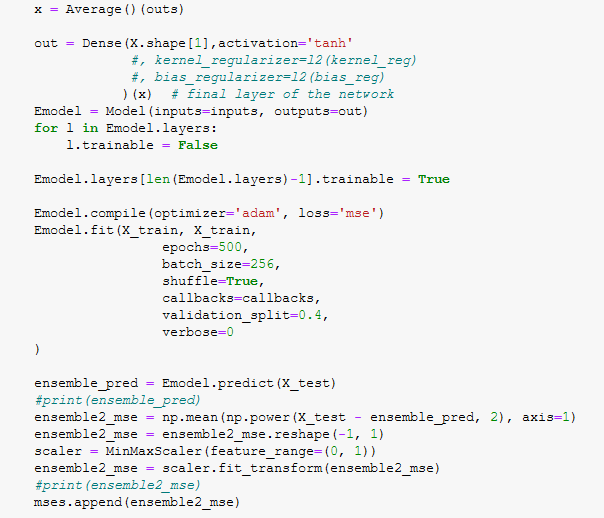 x = Average()(outs)
out = Dense(X.shape[1],activation='tanh'
#, kernel_regularizer=l2(kernel_reg)
#, bias_regularizer=l2(bias_reg)
)(x)  # final layer of the network
Emodel = Model(inputs=inputs, outputs=out)
for l in Emodel.layers:
l.trainable = False
Emodel.layers[len(Emodel.layers)-1].trainable = True
Emodel.compile(optimizer='adam', loss='mse')
Emodel.fit(X_train, X_train,
epochs=500,
batch_size=256,
shuffle=True,
callbacks=callbacks,
validation_split=0.4,
verbose=0
)
ensemble_pred = Emodel.predict(X_test)
#print(ensemble_pred)
ensemble2_mse = np.mean(np.power(X_test - ensemble_pred, 2), axis=1)
ensemble2_mse = ensemble2_mse.reshape(-1, 1)
scaler = MinMaxScaler(feature_range=(0, 1))
ensemble2_mse = scaler.fit_transform(ensemble2_mse)
#print(ensemble2_mse)
mses.append(ensemble2_mse)